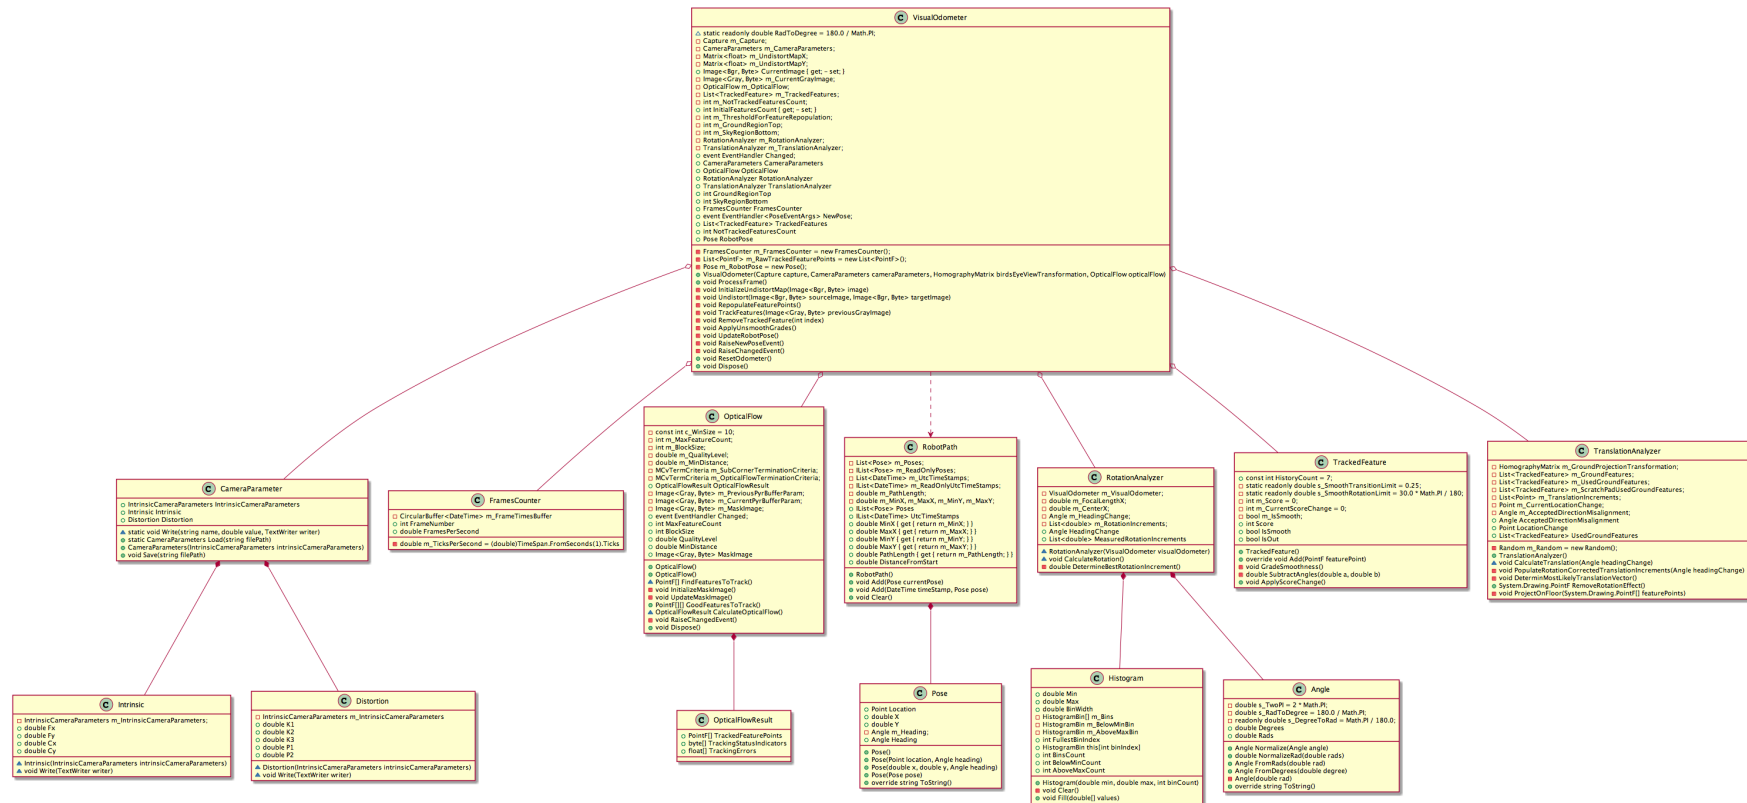 C VisualOdometer
static readonly double RadToDegree = 180.0 / Math.PI;
Capture m_Capture;
CameraParameters m_CameraParameters;
Matrix<float> m_UndistortMapX;
Matrix<float> m_UndistortMapY;
Image<Bgr, Byte> CurrentImage { get; - set; }
Image<Gray, Byte> m_CurrentGrayImage;
OpticalFlow m_OpticalFlow;
List<TrackedFeature> m_TrackedFeatures;
int m_NotTrackedFeaturesCount;
int InitialFeaturesCount { get; - set; }
int m_ThresholdForFeatureRepopulation;
int m_GroundRegionTop;
int m_SkyRegionBottom;
RotationAnalyzer m_RotationAnalyzer;
TranslationAnalyzer m_TranslationAnalyzer;
event EventHandler Changed;
CameraParameters CameraParameters
OpticalFlow OpticalFlow
RotationAnalyzer RotationAnalyzer
TranslationAnalyzer TranslationAnalyzer
int GroundRegionTop
int SkyRegionBottom
FramesCounter FramesCounter
event EventHandler<PoseEventArgs> NewPose;
List<TrackedFeature> TrackedFeatures
int NotTrackedFeaturesCount
Pose RobotPose
FramesCounter m_FramesCounter = new FramesCounter();
List<PointF> m_RawTrackedFeaturePoints = new List<PointF>();
Pose m_RobotPose = new Pose();
VisualOdometer(Capture capture, CameraParameters cameraParameters, HomographyMatrix birdsEyeViewTransformation, OpticalFlow opticalFlow)
void ProcessFrame()
void InitializeUndistortMap(Image<Bgr, Byte> image)
void Undistort(Image<Bgr, Byte> sourceImage, Image<Bgr, Byte> targetImage)
void RepopulateFeaturePoints()
void TrackFeatures(Image<Gray, Byte> previousGrayImage)
void RemoveTrackedFeature(int index)
void ApplyUnsmoothGrades()
void UpdateRobotPose()
void RaiseNewPoseEvent()
void RaiseChangedEvent()
void ResetOdometer()
void Dispose()
C OpticalFlow
const int c_WinSize = 10;
int m_MaxFeatureCount;
int m_BlockSize;
double m_QualityLevel;
double m_MinDistance;
MCvTermCriteria m_SubCornerTerminationCriteria;
MCvTermCriteria m_OpticalFlowTerminationCriteria;
OpticalFlowResult OpticalFlowResult
Image<Gray, Byte> m_PreviousPyrBufferParam;
Image<Gray, Byte> m_CurrentPyrBufferParam;
Image<Gray, Byte> m_MaskImage;
event EventHandler Changed;
int MaxFeatureCount
int BlockSize
double QualityLevel
double MinDistance
Image<Gray, Byte> MaskImage
OpticalFlow()
OpticalFlow()
PointF[] FindFeaturesToTrack()
void InitializeMaskImage()
void UpdateMaskImage()
PointF[][] GoodFeaturesToTrack()
OpticalFlowResult CalculateOpticalFlow()
void RaiseChangedEvent()
void Dispose()
C RobotPath
List<Pose> m_Poses;
IList<Pose> m_ReadOnlyPoses;
List<DateTime> m_UtcTimeStamps;
IList<DateTime> m_ReadOnlyUtcTimeStamps;
double m_PathLength;
double m_MinX, m_MaxX, m_MinY, m_MaxY;
IList<Pose> Poses
IList<DateTime> UtcTimeStamps
double MinX { get { return m_MinX; } }
double MaxX { get { return m_MaxX; } }
double MinY { get { return m_MinY; } }
double MaxY { get { return m_MaxY; } }
double PathLength { get { return m_PathLength; } }
double DistanceFromStart
RobotPath()
void Add(Pose currentPose)
void Add(DateTime timeStamp, Pose pose)
void Clear()
C RotationAnalyzer
VisualOdometer m_VisualOdometer;
double m_FocalLengthX;
double m_CenterX;
Angle m_HeadingChange;
List<double> m_RotationIncrements;
Angle HeadingChange
List<double> MeasuredRotationIncrements
RotationAnalyzer(VisualOdometer visualOdometer)
void CalculateRotation()
double DetermineBestRotationIncrement()
C TrackedFeature
const int HistoryCount = 7;
static readonly double s_SmoothTransitionLimit = 0.25;
static readonly double s_SmoothRotationLimit = 30.0 * Math.PI / 180;
int m_Score = 0;
int m_CurrentScoreChange = 0;
bool m_IsSmooth;
int Score
bool IsSmooth
bool IsOut
TrackedFeature()
override void Add(PointF featurePoint)
void GradeSmoothness()
double SubtractAngles(double a, double b)
void ApplyScoreChange()
C TranslationAnalyzer
HomographyMatrix m_GroundProjectionTransformation;
List<TrackedFeature> m_GroundFeatures;
List<TrackedFeature> m_UsedGroundFeatures;
List<TrackedFeature> m_ScratchPadUsedGroundFeatures;
List<Point> m_TranslationIncrements;
Point m_CurrentLocationChange;
Angle m_AcceptedDirectionMisalignment;
Angle AcceptedDirectionMisalignment
Point LocationChange
List<TrackedFeature> UsedGroundFeatures
Random m_Random = new Random();
TranslationAnalyzer()
void CalculateTranslation(Angle headingChange)
void PopulateRotationCorrectedTranslationIncrements(Angle headingChange)
void DeterminMostLikelyTranslationVector()
System.Drawing.PointF RemoveRotationEffect()
void ProjectOnFloor(System.Drawing.PointF[] featurePoints)
C CameraParameter
IntrinsicCameraParameters IntrinsicCameraParameters
Intrinsic Intrinsic
Distortion Distortion
static void Write(string name, double value, TextWriter writer)
static CameraParameters Load(string filePath)
CameraParameters(IntrinsicCameraParameters intrinsicCameraParameters)
void Save(string filePath)
C FramesCounter
CircularBuffer<DateTime> m_FrameTimesBuffer
int FrameNumber
double FramesPerSecond
double m_TicksPerSecond = (double)TimeSpan.FromSeconds(1).Ticks
C Intrinsic
IntrinsicCameraParameters m_IntrinsicCameraParameters;
double Fx
double Fy
double Cx
double Cy
Intrinsic(IntrinsicCameraParameters intrinsicCameraParameters)
void Write(TextWriter writer)
C Distortion
IntrinsicCameraParameters m_IntrinsicCameraParameters
double K1
double K2
double K3
double P1
double P2
Distortion(IntrinsicCameraParameters intrinsicCameraParameters)
void Write(TextWriter writer)
C OpticalFlowResult
PointF[] TrackedFeaturePoints
byte[] TrackingStatusIndicators
float[] TrackingErrors
C Pose
Point Location
double X
double Y
Angle m_Heading;
Angle Heading
Pose()
Pose(Point location, Angle heading)
Pose(double x, double y, Angle heading)
Pose(Pose pose)
override string ToString()
C Histogram
double Min
double Max
double BinWidth
HistogramBin[] m_Bins
HistogramBin m_BelowMinBin
HistogramBin m_AboveMaxBin
int FullestBinIndex
HistogramBin this[int binIndex]
int BinsCount
int BelowMinCount
int AboveMaxCount
Histogram(double min, double max, int binCount)
void Clear()
void Fill(double[] values)
C Angle
double s_TwoPI = 2 * Math.PI;
double s_RadToDegree = 180.0 / Math.PI;
readonly double s_DegreeToRad = Math.PI / 180.0;
double Degrees
double Rads
Angle Normalize(Angle angle)
double NormalizeRad(double rads)
Angle FromRads(double rad)
Angle FromDegrees(double degree)
Angle(double rad)
override string ToString()